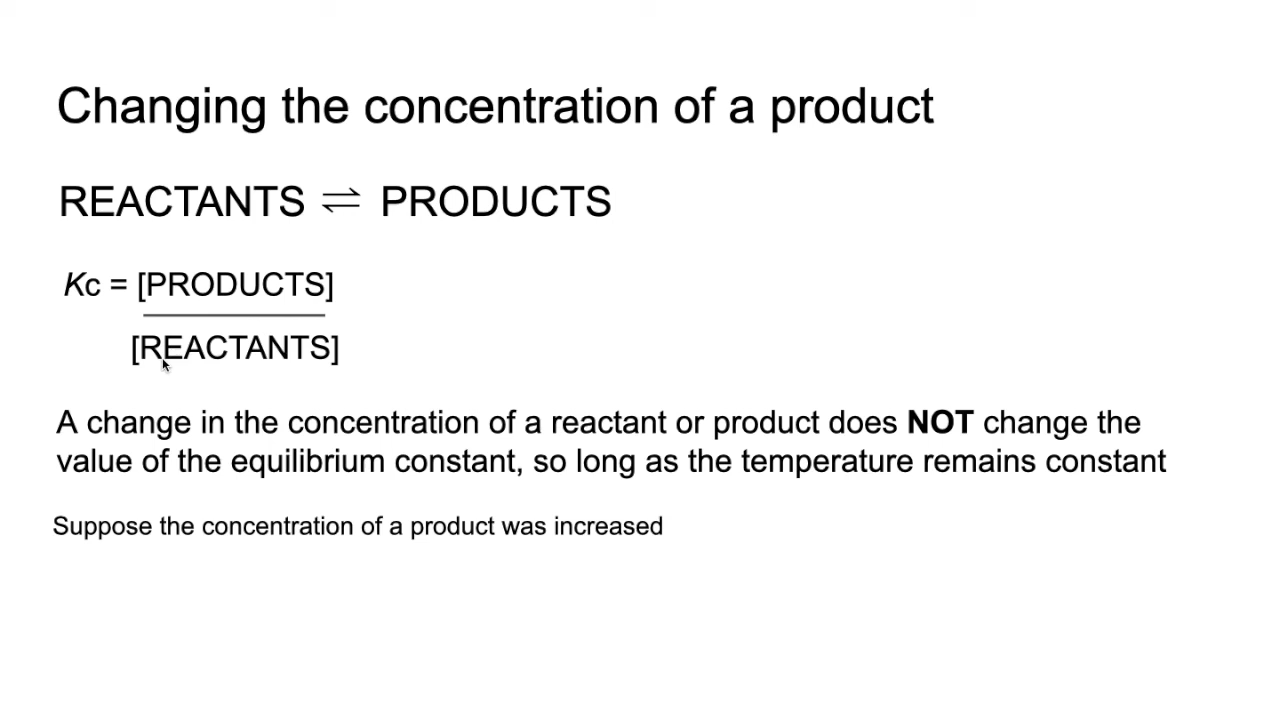 Changing the concentration of a product
REACTANTS ⇌ PRODUCTS
Kc = [PRODUCTS]
[REACTANTS]
A change in the concentration of a reactant or product does NOT change the
value of the equilibrium constant, so long as the temperature remains constant
Suppose the concentration of a product was increased